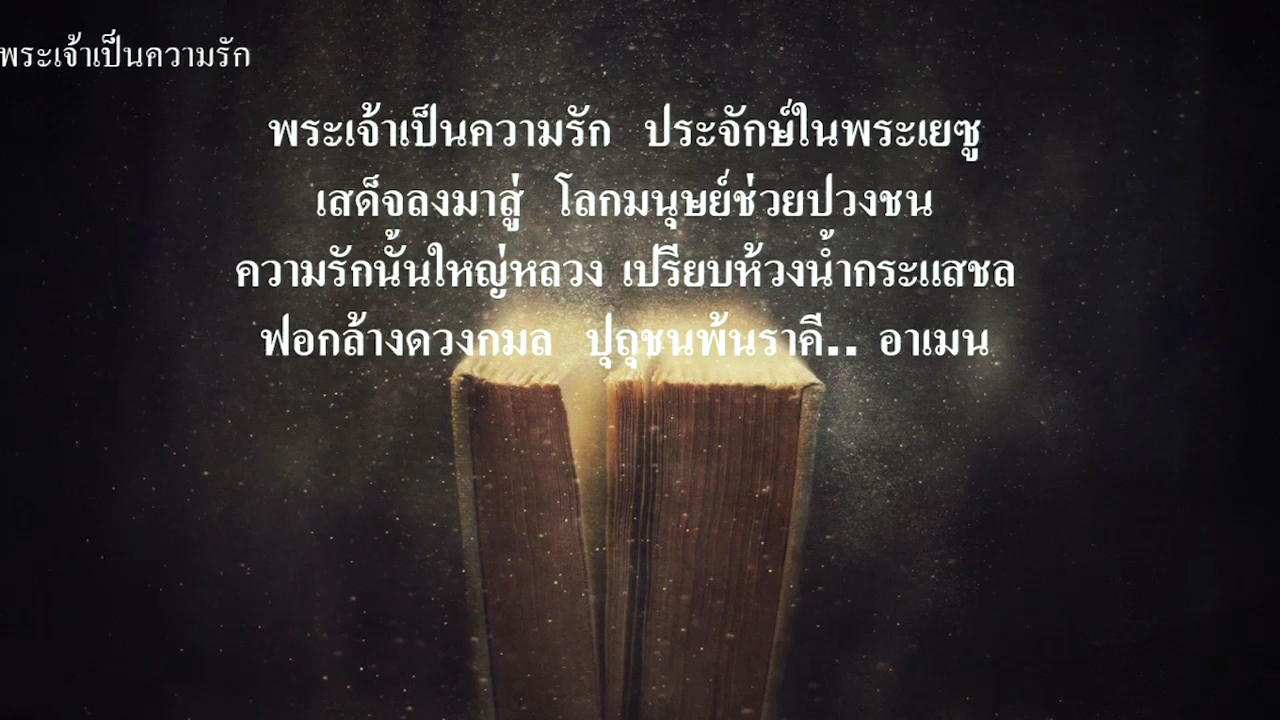 พระเจ้าเป็นความรัก
พระเจ้าเป็นความรัก ประจักษ์ในพระเยซู
เสด็จลงมาสู่ โลกมนุษย์ช่วยปวงชน
ความรักนั้นใหญ่หลวง เปรียบห้วงน้ำกระแสชล
ฟอกล้างดวงกมล ปุถุชนพ้นราคี.. อาเมน